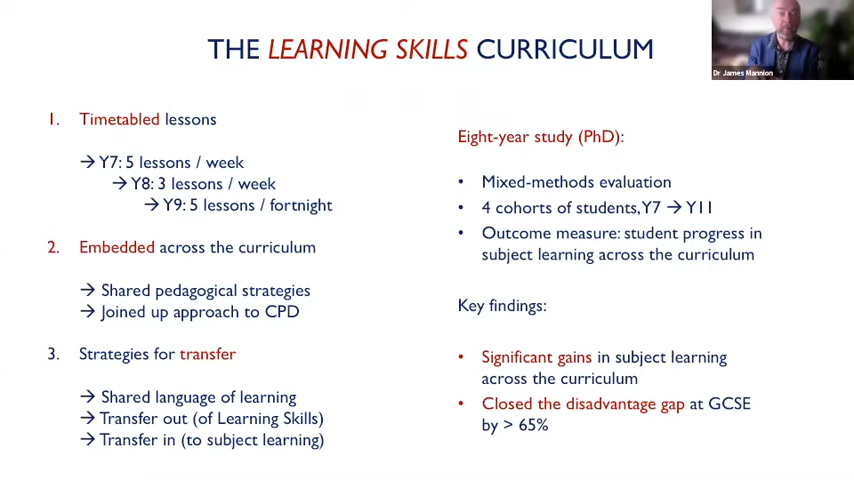 THE LEARNING SKILLS CURRICULUM
Dr James Mannion
1. Timetabled lessons
→ Y7: 5 lessons / week
→ Y8: 3 lessons / week
→ Y9: 5 lessons / fortnight
2. Embedded across the curriculum
→ Shared pedagogical strategies
→ Joined up approach to CPD
3. Strategies for transfer
→ Shared language of learning
→ Transfer out (of Learning Skills)
→ Transfer in (to subject learning)
Eight-year study (PhD):
• Mixed-methods evaluation
• 4 cohorts of students, Y7 → Y11
• Outcome measure: student progress in
subject learning across the curriculum
Key findings:
• Significant gains in subject learning
across the curriculum
• Closed the disadvantage gap at GCSE
by > 65%